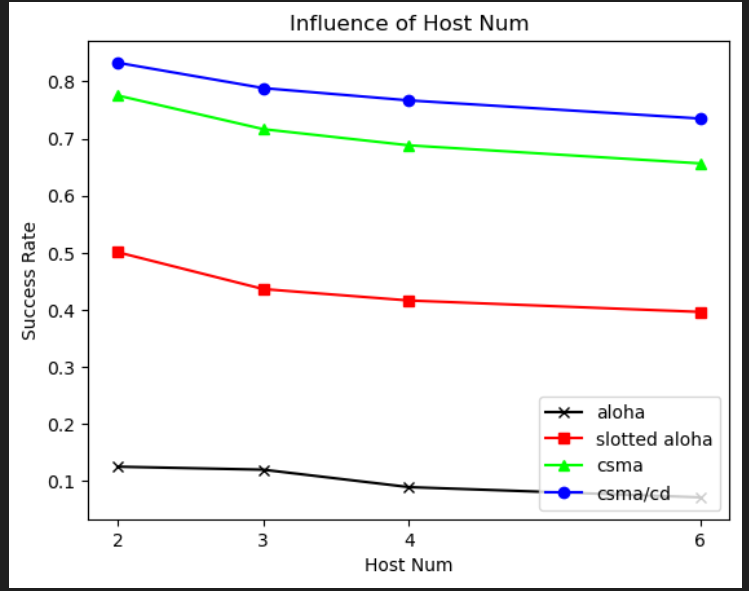 Influence of Host Num
0.8
0.7
0.6
0.5
0.4
0.3
0.2
0.1
Success Rate
aloha
slotted aloha
csma
csma/cd
2 3 4 6
Host Num